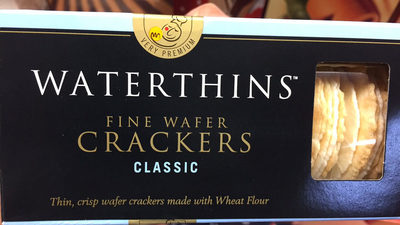 VERY PREMIUM
WATERTHINS™
FINE WAFER
CRACKERS
CLASSIC
Thin, crisp wafer crackers made with Wheat Flour